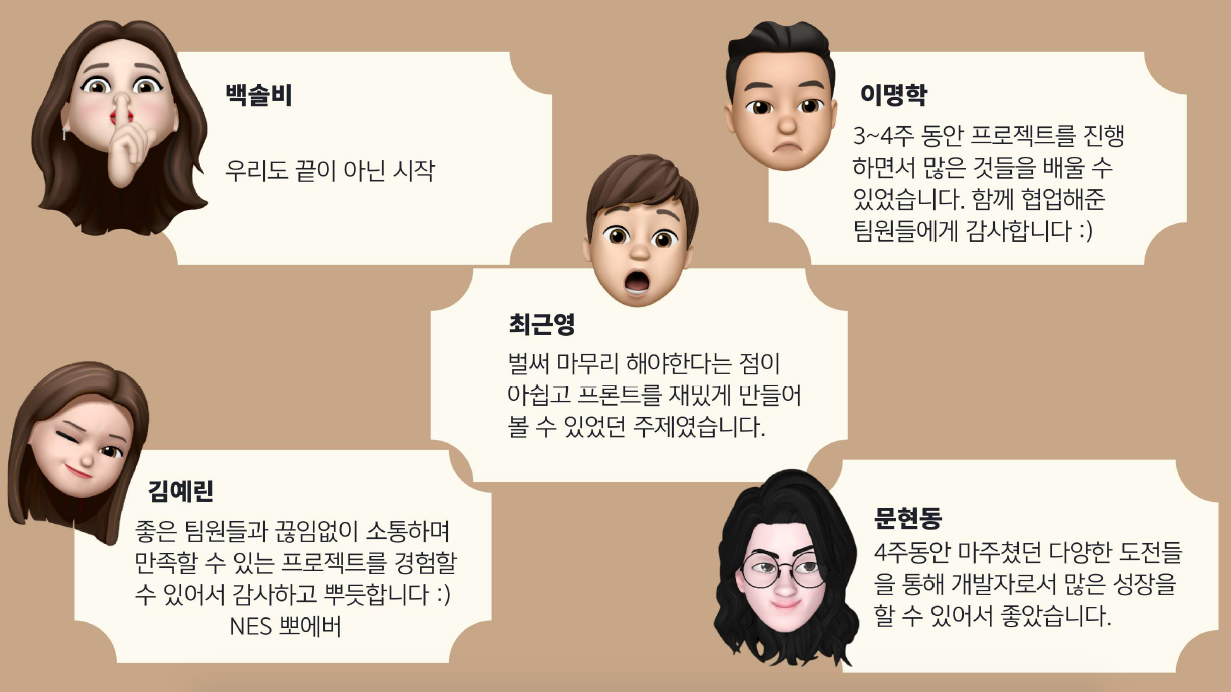 백솔비
우리도 끝이 아닌 시작
이명학
3~4주 동안 프로젝트를 진행
하면서 많은 것들을 배울 수
있었습니다. 함께 협업해준
팀원들에게 감사합니다 :)
최근영
벌써 마무리 해야한다는 점이
아쉽고 프론트를 재밌게 만들어
볼 수 있었던 주제였습니다.
김예린
좋은 팀원들과 끊임없이 소통하며
만족할 수 있는 프로젝트를 경험할
수 있어서 감사하고 뿌듯합니다 :)
NES 뽀에버
문현동
4주동안 마주쳤던 다양한 도전들
을 통해 개발자로서 많은 성장을
할 수 있어서 좋았습니다.